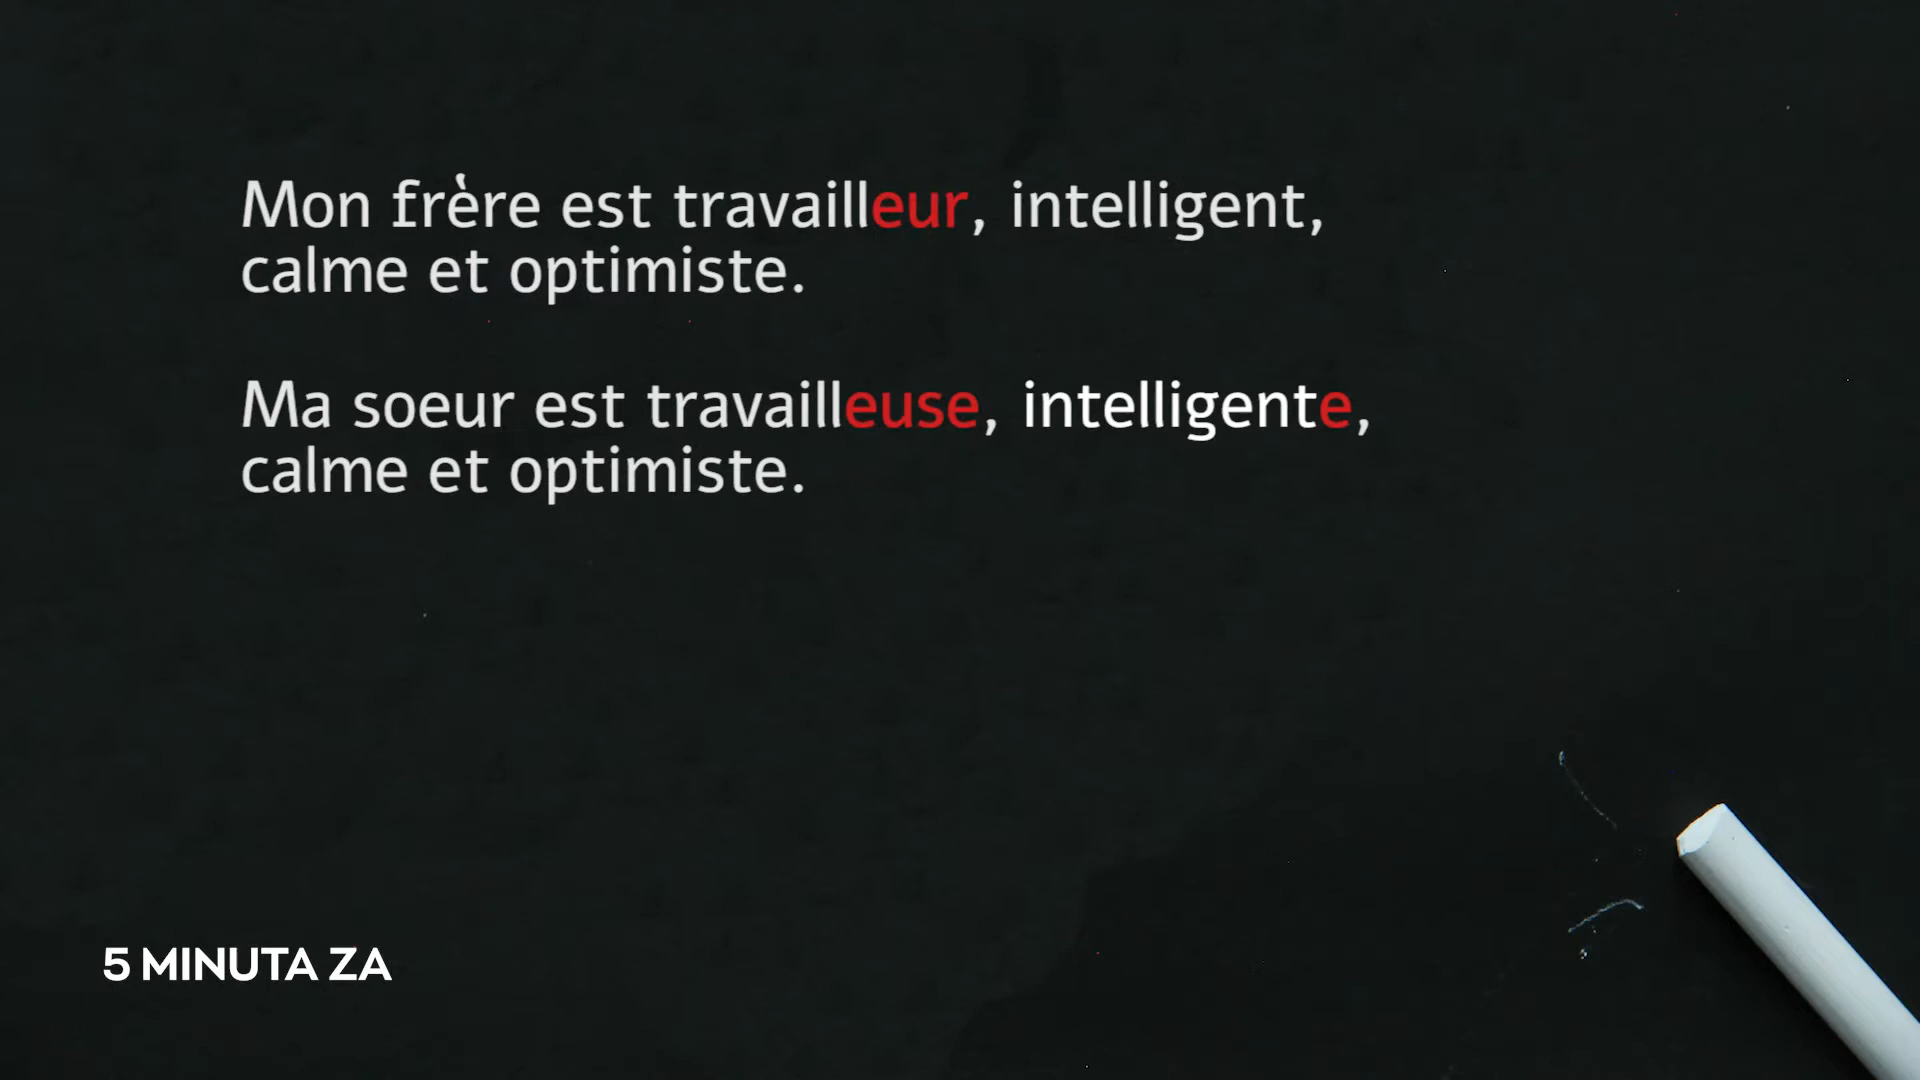 Mon frère est travailleur, intelligent,
calme et optimiste.
Ma soeur est travailleuse, intelligente,
calme et optimiste.
5 MINUTA ZA